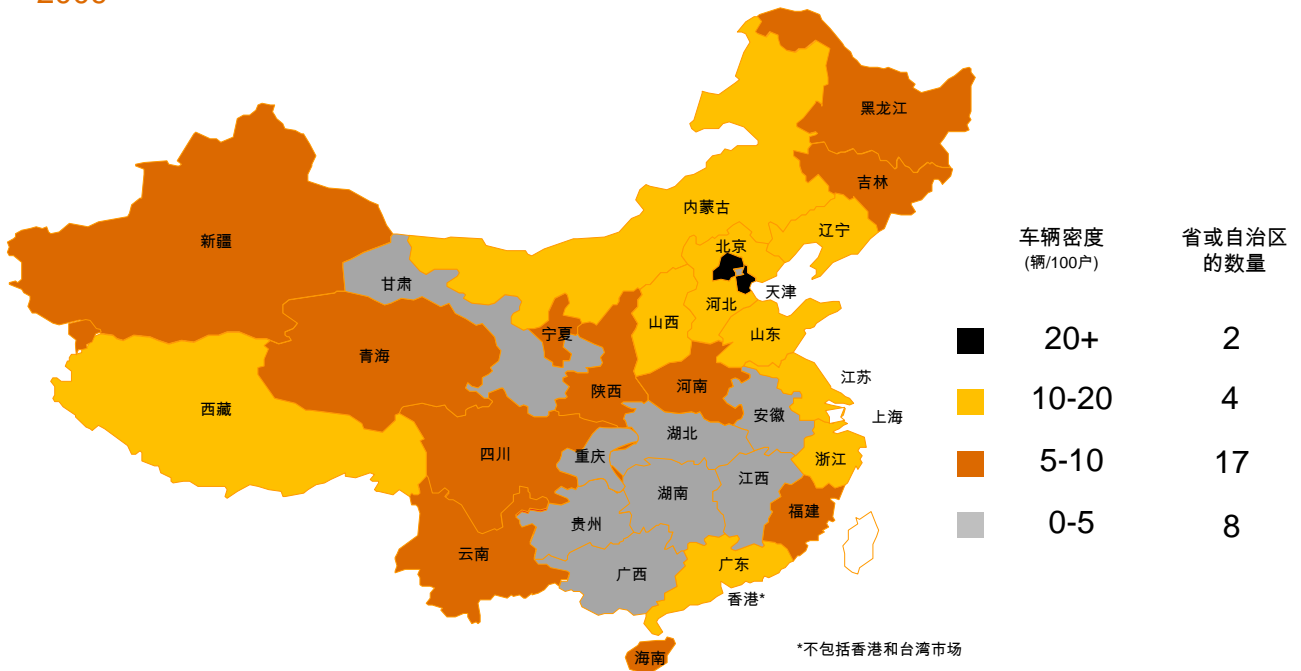 黑龙江
吉林
内蒙古
辽宁
新疆
北京
甘肃
天津
河北
山西
宁夏
山东
青海
陕西
河南
江苏
西藏
安徽
上海
湖北
四川
重庆
浙江
江西
湖南
福建
贵州
云南
广西
广东
香港*
海南
车辆密度
(辆/100户)
省或自治区
的数量
20+ 2
10-20 4
5-10 17
0-5 8
*不包括香港和台湾市场